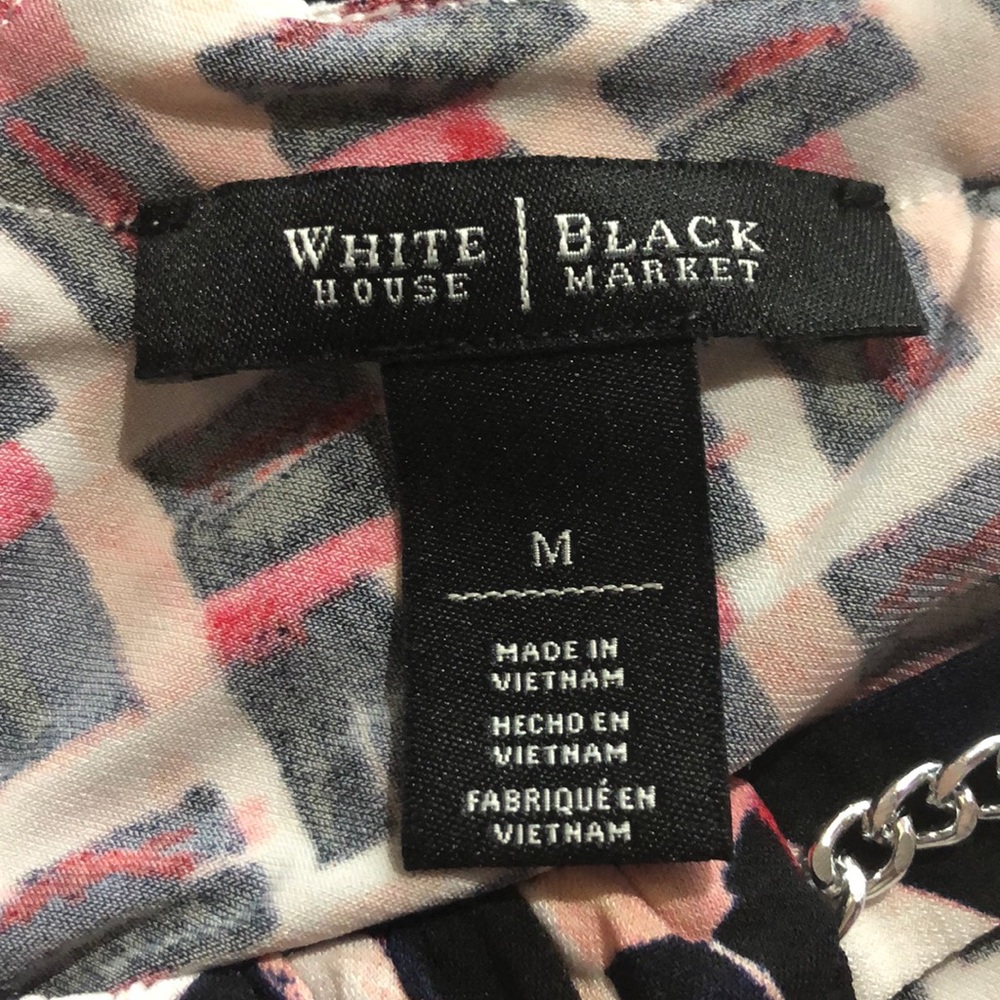 WHITE HOUSE | BLACK MARKET
M
MADE IN
VIETNAM
HECHO EN
VIETNAM
FABRIQUÉ EN
VIETNAM